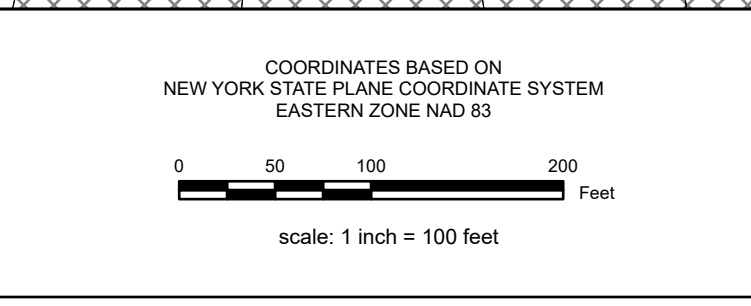 COORDINATES BASED ON
NEW YORK STATE PLANE COORDINATE SYSTEM
EASTERN ZONE NAD 83
0 50 100 200
Feet
scale: 1 inch = 100 feet